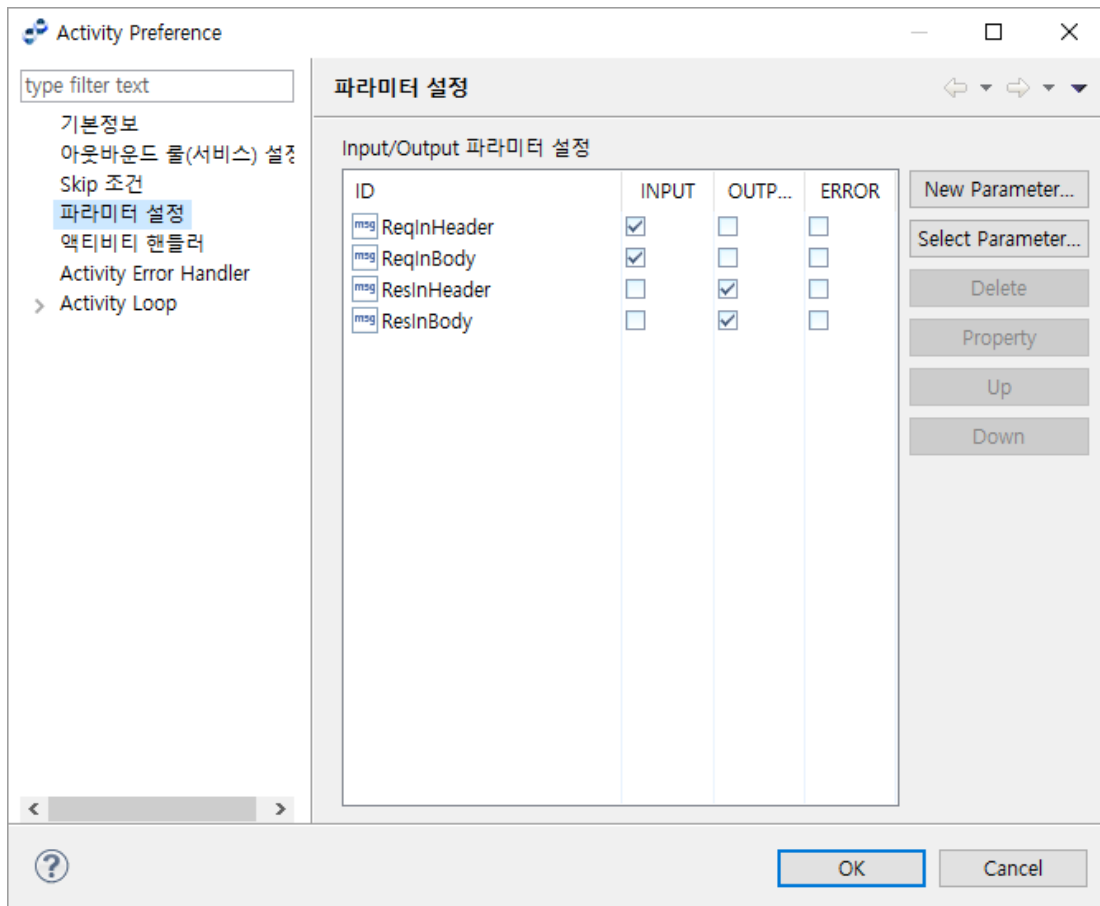 Activity Preference
type filter text
기본정보
아웃바운드 룰(서비스) 설정
Skip 조건
파라미터 설정
액티비티 핸들러
Activity Error Handler
Activity Loop
파라미터 설정
Input/Output 파라미터 설정
ID INPUT OUTP... ERROR
msg ReqInHeader
msg ReqInBody
msg ResInHeader
msg ResInBody
New Parameter...
Select Parameter...
Delete
Property
Up
Down
OK Cancel